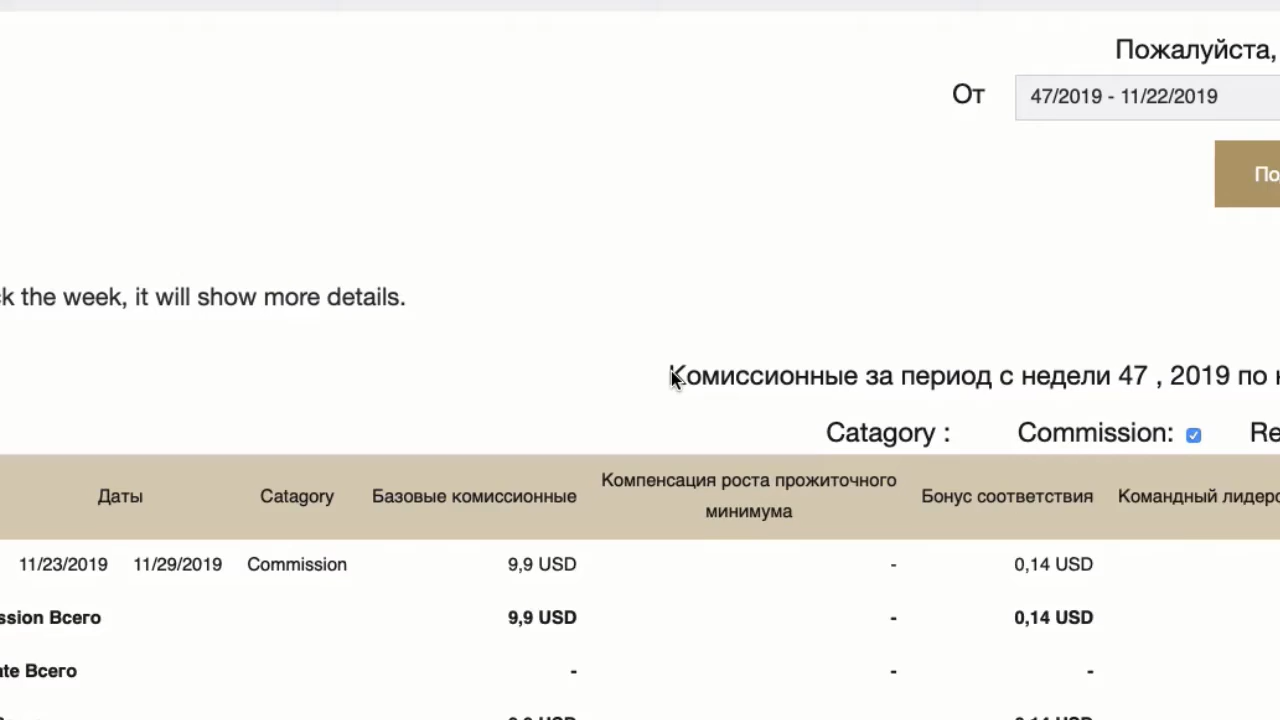 Пожалуйста,
От 47/2019 - 11/22/2019
По
ck the week, it will show more details.
Комиссионные за период с недели 47 , 2019 по
Catagory : Commission: Re
Даты Catagory Базовые комиссионные Компенсация роста прожиточного минимума Бонус соответствия Командный лидерс
11/23/2019 11/29/2019 Commission 9,9 USD - 0,14 USD
ssion Всего 9,9 USD - 0,14 USD
ate Всего - - -